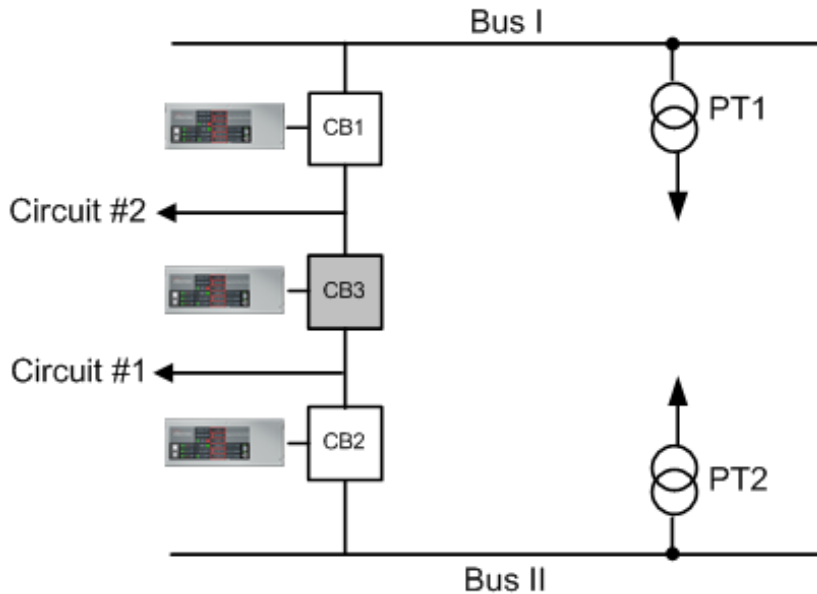 Bus I
CB1
PT1
Circuit #2
CB3
Circuit #1
CB2
PT2
Bus II